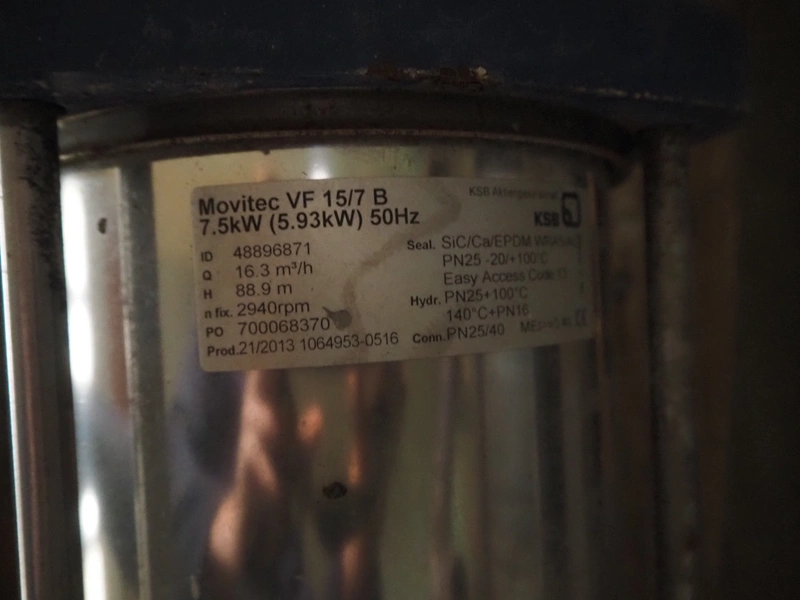 Movitec VF 15/7 B
7.5kW (5.93kW) 50Hz
ID 48896871
Q 16.3 m³/h
H 88.9 m
n fix. 2940rpm
PO 700068370
Prod.21/2013 1064953-0516
KSB
KSB
Seal. SiC/Ca/EPDM
PN25 -20/+100°C
Easy Access Code
Hydr. PN25+100°C
140°C+PN16
Conn.PN25/40